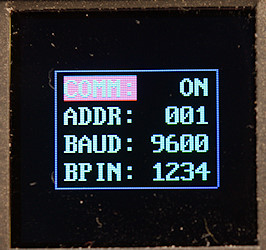 COMM: ON
ADDR: 001
BAUD: 9600
BPIN: 1234